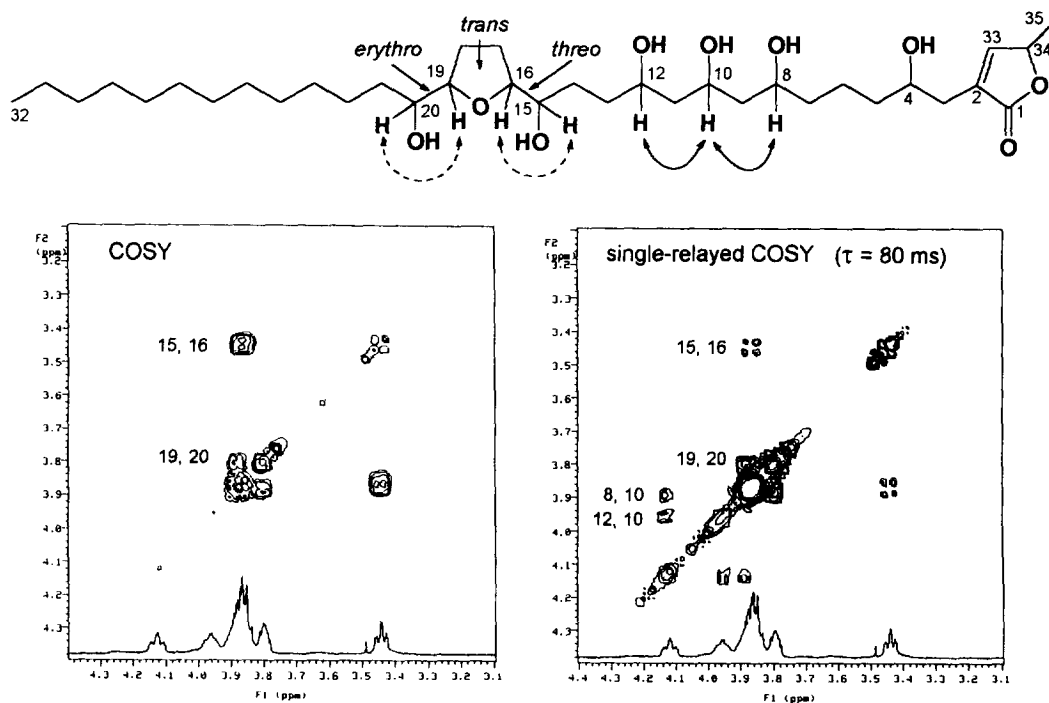 trans
erythro
threo
35
33
34
OH
OH
OH
OH
19
16
12
10
8
4
2
1
32
20
15
O
O
O
H
H
H
H
H
H
H
OH
OH
COSY
F2
(ppm)
3.2
3.3
3.4
3.5
3.6
3.7
3.8
3.9
4.0
4.1
4.2
4.3
15, 16
19, 20
4.3 4.2 4.1 4.0 3.9 3.8 3.7 3.6 3.5 3.4 3.3 3.2 3.1
F1 (ppm)
single-relayed COSY (τ = 80 ms)
F2
(ppm)
3.2
3.3
3.4
3.5
3.6
3.7
3.8
3.9
4.0
4.1
4.2
4.3
15, 16
19, 20
8, 10
12, 10
4.3 4.2 4.1 4.0 3.9 3.8 3.7 3.6 3.5 3.4 3.3 3.2 3.1
F1 (ppm)